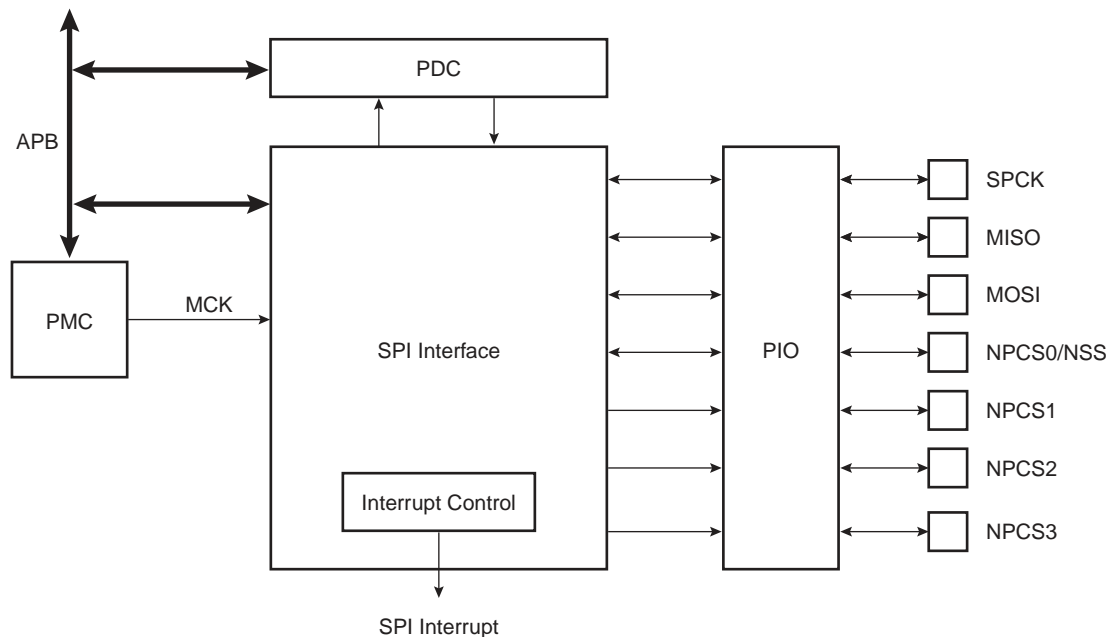 PDC
APB
SPCK
MISO
MCK
MOSI
PMC
SPI Interface
PIO
NPCS0/NSS
NPCS1
NPCS2
Interrupt Control
NPCS3
SPI Interrupt